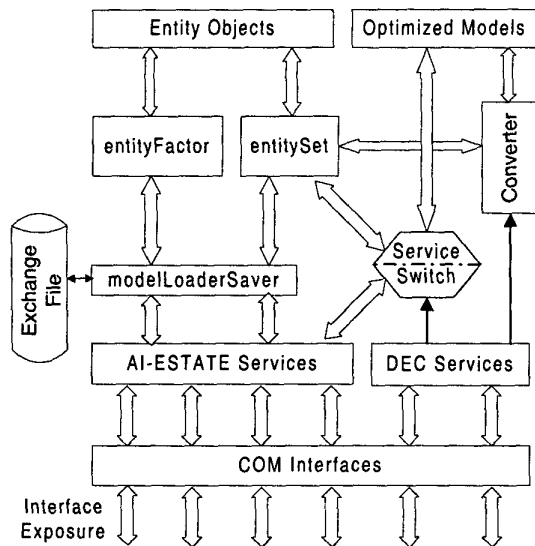 Entity Objects
Optimized Models
entityFactor
entitySet
Converter
Service
Switch
Exchange
File
modelLoaderSaver
AI-ESTATE Services
DEC Services
COM Interfaces
Interface
Exposure